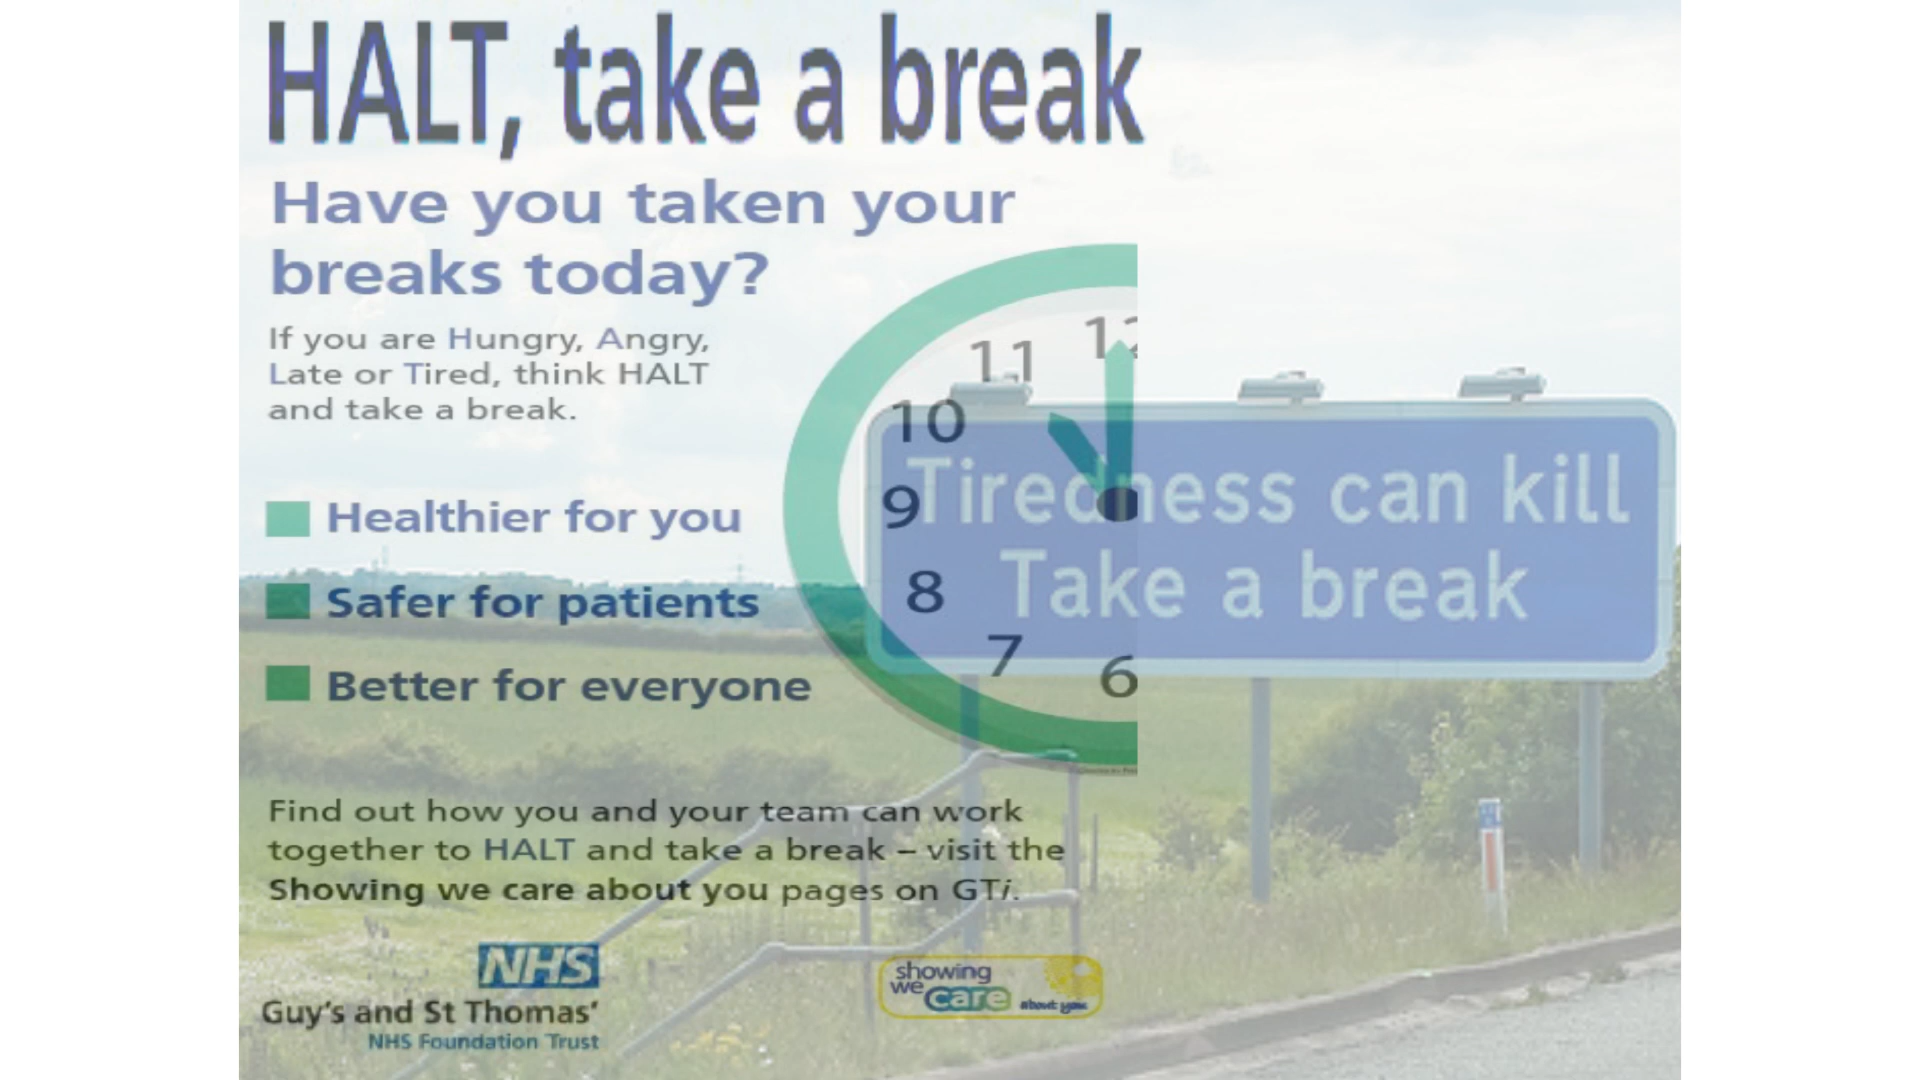 HALT, take a break
Have you taken your
breaks today?
If you are Hungry, Angry,
Late or Tired, think HALT
and take a break.
Healthier for you
Safer for patients
Better for everyone
12
11
10
9
8
7
6
Tiredness can kill
Take a break
Find out how you and your team can work
together to HALT and take a break – visit the
Showing we care about you pages on GTi.
NHS
Guy's and St Thomas'
NHS Foundation Trust
showing
we
care about you